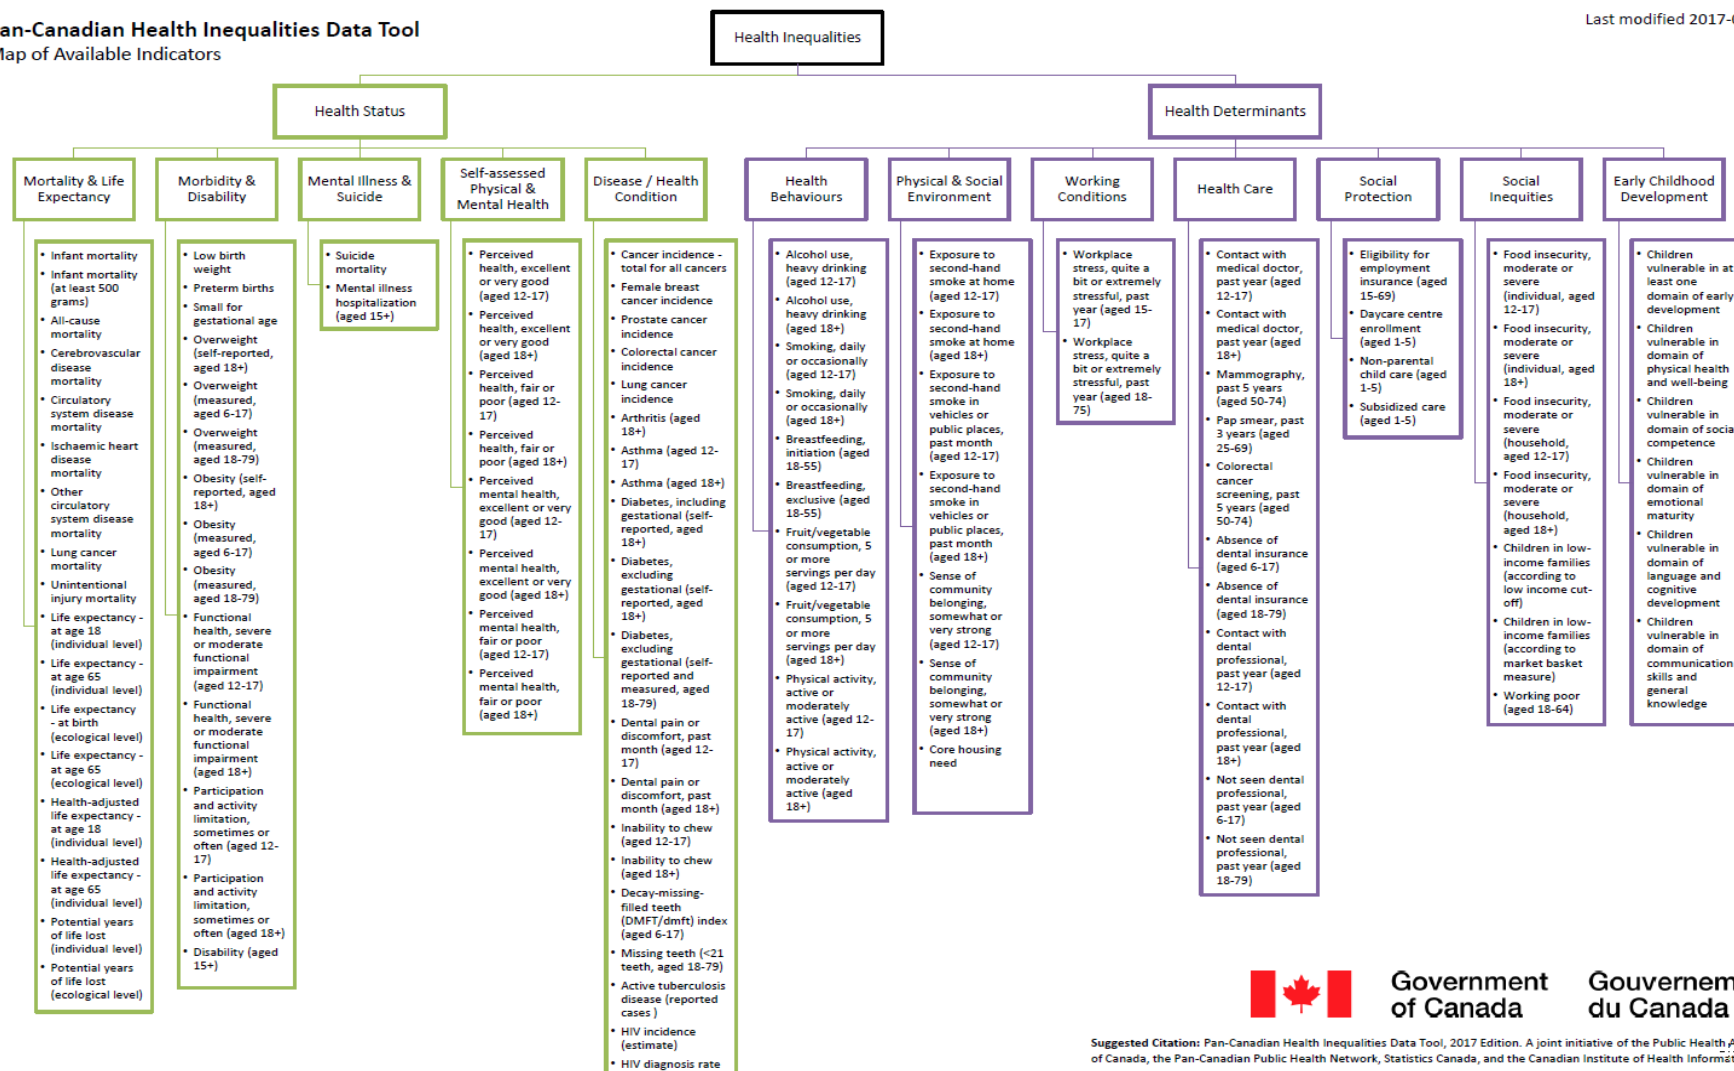 an-Canadian Health Inequalities Data Tool
Map of Available Indicators
Last modified 2017-0
Health Inequalities
Health Status
Health Determinants
Mortality & Life
Expectancy
Morbidity &
Disability
Mental Illness &
Suicide
Self-assessed
Physical &
Mental Health
Disease / Health
Condition
Health
Behaviours
Physical & Social
Environment
Working
Conditions
Health Care
Social
Protection
Social
Inequities
Early Childhood
Development
• Infant mortality
• Infant mortality
(at least 500
grams)
• All-cause
mortality
• Cerebrovascular
disease
mortality
• Circulatory
system disease
mortality
• Ischaemic heart
disease
mortality
• Other
circulatory
system disease
mortality
• Lung cancer
mortality
• Unintentional
injury mortality
• Life expectancy -
at age 18
(individual level)
• Life expectancy -
at age 65
(individual level)
• Life expectancy
- at birth
(ecological level)
• Life expectancy -
at age 65
(ecological level)
• Health-adjusted
life expectancy -
at age 18
(individual level)
• Health-adjusted
life expectancy -
at age 65
(individual level)
• Potential years
of life lost
(individual level)
• Potential years
of life lost
(ecological level)
• Low birth
weight
• Preterm births
• Small for
gestational age
• Overweight
(self-reported,
aged 18+)
• Overweight
(measured,
aged 6-17)
• Overweight
(measured,
aged 18-79)
• Obesity (self-
reported, aged
18+)
• Obesity
(measured,
aged 6-17)
• Obesity
(measured,
aged 18-79)
• Functional
health, severe
or moderate
functional
impairment
(aged 12-17)
• Functional
health, severe
or moderate
functional
impairment
(aged 18+)
• Participation
and activity
limitation,
sometimes or
often (aged 12-
17)
• Participation
and activity
limitation,
sometimes or
often (aged 18+)
• Disability (aged
15+)
• Suicide
mortality
• Mental illness
hospitalization
(aged 15+)
• Perceived
health, excellent
or very good
(aged 12-17)
• Perceived
health, excellent
or very good
(aged 18+)
• Perceived
health, fair or
poor (aged 12-
17)
• Perceived
health, fair or
poor (aged 18+)
• Perceived
mental health,
excellent or very
good (aged 12-
17)
• Perceived
mental health,
excellent or very
good (aged 18+)
• Perceived
mental health,
fair or poor
(aged 12-17)
• Perceived
mental health,
fair or poor
(aged 18+)
• Cancer incidence -
total for all cancers
• Female breast
cancer incidence
• Prostate cancer
incidence
• Colorectal cancer
incidence
• Lung cancer
incidence
• Arthritis (aged
18+)
• Asthma (aged 12-
17)
• Asthma (aged 18+)
• Diabetes, including
gestational (self-
reported, aged
18+)
• Diabetes,
excluding
gestational (self-
reported, aged
18+)
• Diabetes,
excluding
gestational (self-
reported and
measured, aged
18-79)
• Dental pain or
discomfort, past
month (aged 12-
17)
• Dental pain or
discomfort, past
month (aged 18+)
• Inability to chew
(aged 12-17)
• Inability to chew
(aged 18+)
• Decay-missing-
filled teeth
(DMFT/dmft) index
(aged 6-17)
• Missing teeth (<21
teeth, aged 18-79)
• Active tuberculosis
disease (reported
cases )
• HIV incidence
(estimate)
• HIV diagnosis rate
• Alcohol use,
heavy drinking
(aged 12-17)
• Alcohol use,
heavy drinking
(aged 18+)
• Smoking, daily
or occasionally
(aged 12-17)
• Smoking, daily
or occasionally
(aged 18+)
• Breastfeeding,
initiation (aged
18-55)
• Breastfeeding,
exclusive (aged
18-55)
• Fruit/vegetable
consumption, 5
or more
servings per day
(aged 12-17)
• Fruit/vegetable
consumption, 5
or more
servings per day
(aged 18+)
• Physical activity,
active or
moderately
active (aged 12-
17)
• Physical activity,
active or
moderately
active (aged
18+)
• Exposure to
second-hand
smoke at home
(aged 12-17)
• Exposure to
second-hand
smoke at home
(aged 18+)
• Exposure to
second-hand
smoke in
vehicles or
public places,
past month
(aged 12-17)
• Exposure to
second-hand
smoke in
vehicles or
public places,
past month
(aged 18+)
• Sense of
community
belonging,
somewhat or
very strong
(aged 12-17)
• Sense of
community
belonging,
somewhat or
very strong
(aged 18+)
• Core housing
need
• Workplace
stress, quite a
bit or extremely
stressful, past
year (aged 15-
17)
• Workplace
stress, quite a
bit or extremely
stressful, past
year (aged 18-
75)
• Contact with
medical doctor,
past year (aged
12-17)
• Contact with
medical doctor,
past year (aged
18+)
• Mammography,
past 5 years
(aged 50-74)
• Pap smear, past
3 years (aged
25-69)
• Colorectal
cancer
screening, past
5 years (aged
50-74)
• Absence of
dental insurance
(aged 6-17)
• Absence of
dental insurance
(aged 18-79)
• Contact with
dental
professional,
past year (aged
12-17)
• Contact with
dental
professional,
past year (aged
18+)
• Not seen dental
professional,
past year (aged
6-17)
• Not seen dental
professional,
past year (aged
18-79)
• Eligibility for
employment
insurance (aged
15-69)
• Daycare centre
enrollment
(aged 1-5)
• Non-parental
child care (aged
1-5)
• Subsidized care
(aged 1-5)
• Food insecurity,
moderate or
severe
(individual, aged
12-17)
• Food insecurity,
moderate or
severe
(individual, aged
18+)
• Food insecurity,
moderate or
severe
(household,
aged 12-17)
• Food insecurity,
moderate or
severe
(household,
aged 18+)
• Children in low-
income families
(according to
low income cut-
off)
• Children in low-
income families
(according to
market basket
measure)
• Working poor
(aged 18-64)
• Children
vulnerable in at
least one
domain of early
development
• Children
vulnerable in
domain of
physical health
and well-being
• Children
vulnerable in
domain of social
competence
• Children
vulnerable in
domain of
emotional
maturity
• Children
vulnerable in
domain of
language and
cognitive
development
• Children
vulnerable in
domain of
communication
skills and
general
knowledge
Government
of Canada
Gouvernem
du Canada
Suggested Citation: Pan-Canadian Health Inequalities Data Tool, 2017 Edition. A joint initiative of the Public Health A
of Canada, the Pan-Canadian Public Health Network, Statistics Canada, and the Canadian Institute of Health Informat